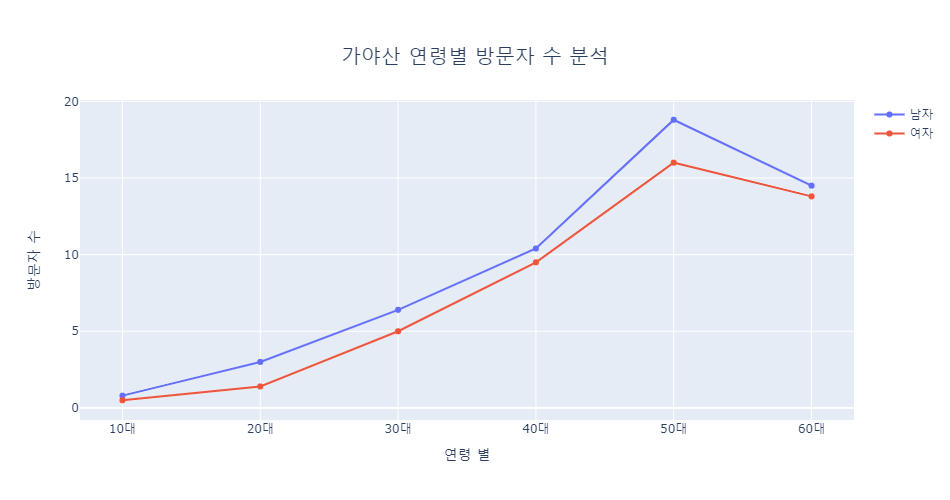 가야산 연령별 방문자 수 분석
남자
여자
방문자 수
20
15
10
5
0
10대
20대
30대
40대
50대
60대
연령 별